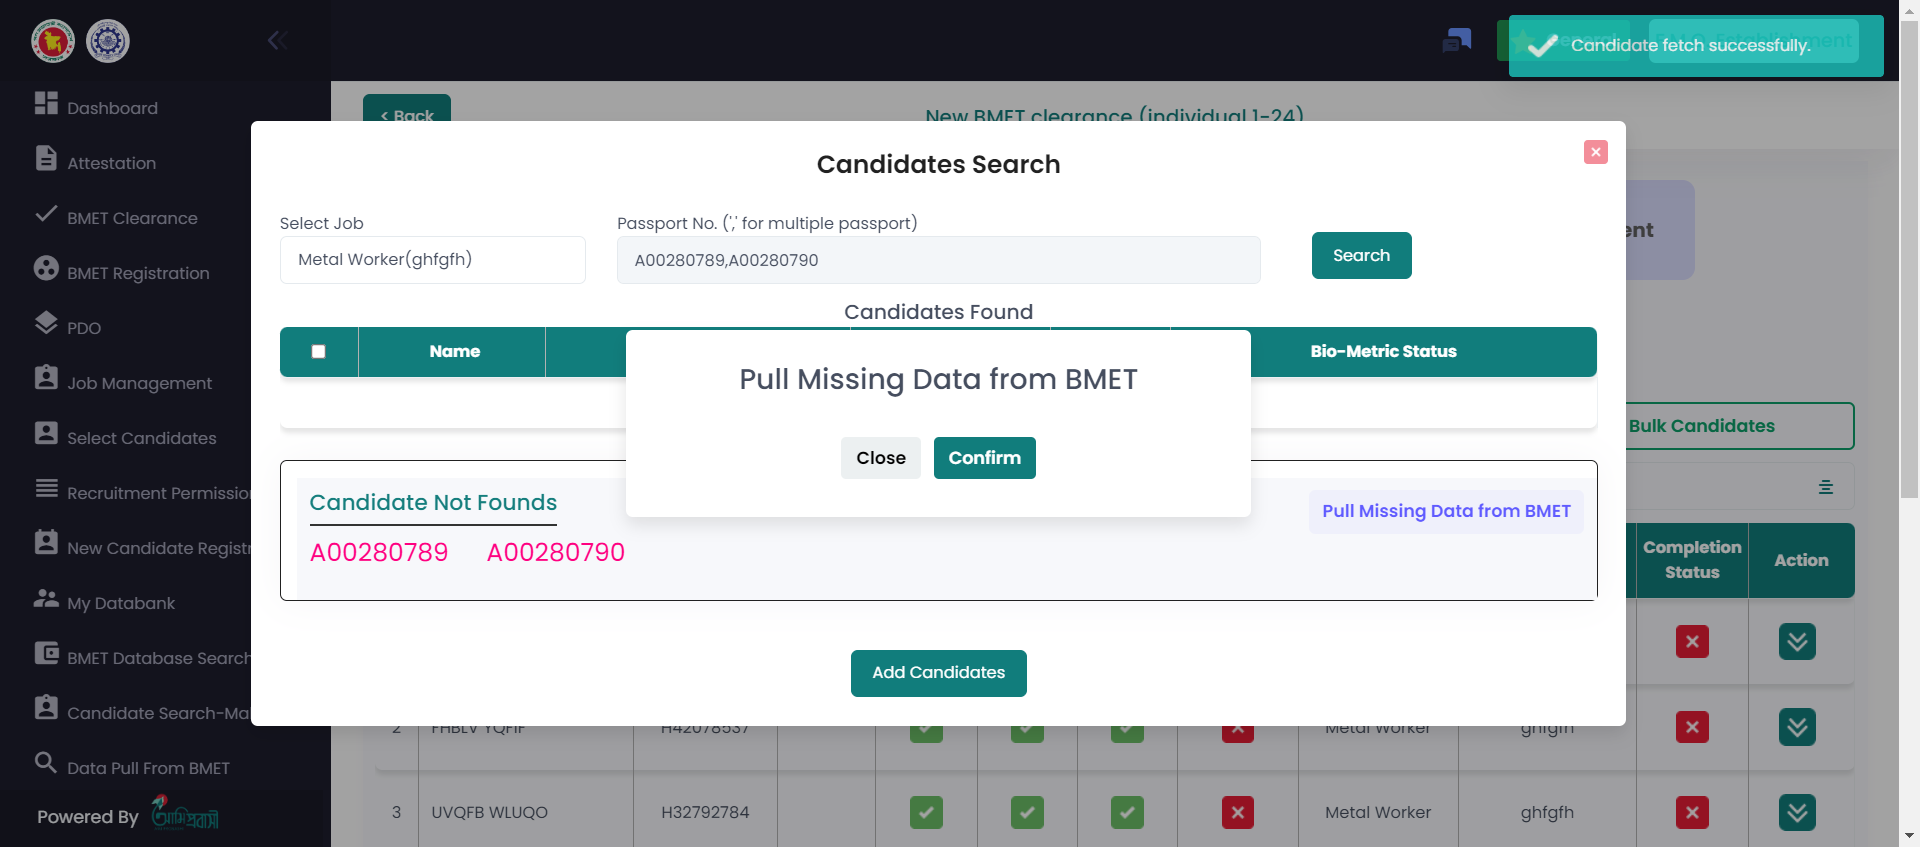 Candidate fetch successfully.
Dashboard
Attestation
BMET Clearance
BMET Registration
PDO
Job Management
Select Candidates
Recruitment Permission
New Candidate Registr
My Databank
BMET Database Search
Candidate Search-Ma
Data Pull From BMET
Powered By
আমি প্রবাসী
< Back
New BMET clearance (individual 1-24)
Candidates Search
Select Job
Passport No. (',' for multiple passport)
Metal Worker(ghfgfh)
A00280789,A00280790
Search
Candidates Found
Name
Bio-Metric Status
Pull Missing Data from BMET
Close
Confirm
Candidate Not Founds
Pull Missing Data from BMET
A00280789 A00280790
Add Candidates
Bulk Candidates
Completion
Status
Action
2 FHBLV YQFIF H42078537 Metal Worker ghfgfh
3 UVQFB WLUQO H32792784 Metal Worker ghfgfh